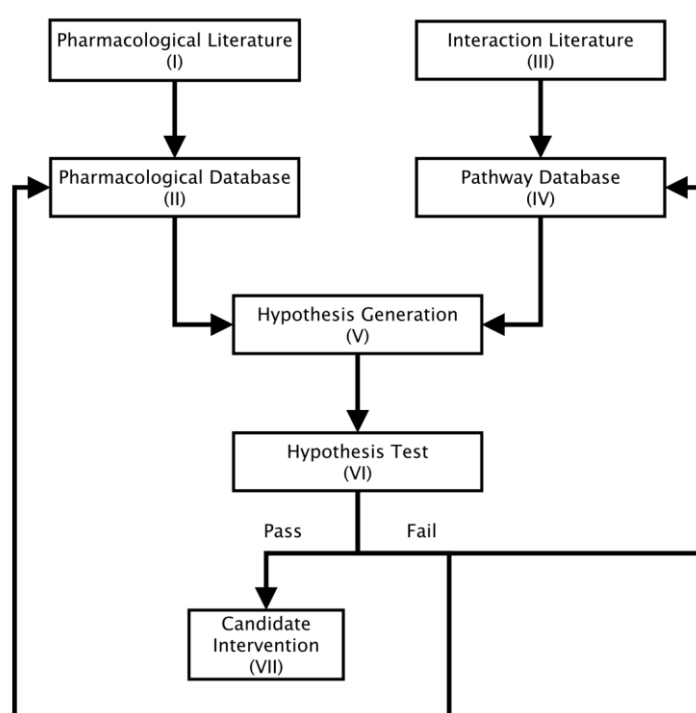 Pharmacological Literature
(I)
Interaction Literature
(III)
Pharmacological Database
(II)
Pathway Database
(IV)
Hypothesis Generation
(V)
Hypothesis Test
(VI)
Pass
Fail
Candidate
Intervention
(VII)